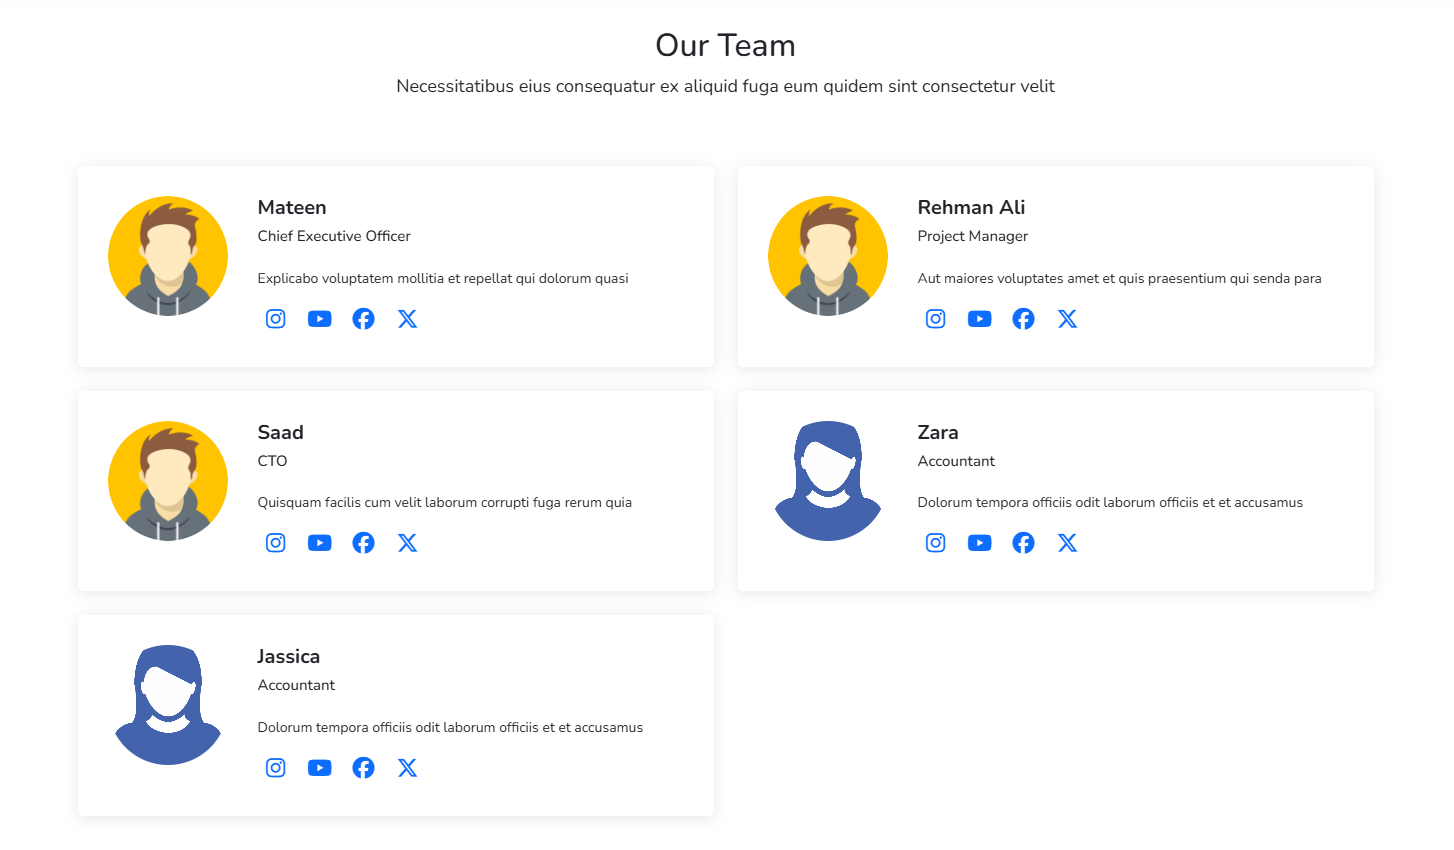 Our Team
Necessitatibus eius consequatur ex aliquid fuga eum quidem sint consectetur velit
Mateen
Chief Executive Officer
Explicabo voluptatem mollitia et repellat qui dolorum quasi
Rehman Ali
Project Manager
Aut maiores voluptates amet et quis praesentium qui senda para
Saad
CTO
Quisquam facilis cum velit laborum corrupti fuga rerum quia
Zara
Accountant
Dolorum tempora officiis odit laborum officiis et et accusamus
Jassica
Accountant
Dolorum tempora officiis odit laborum officiis et et accusamus